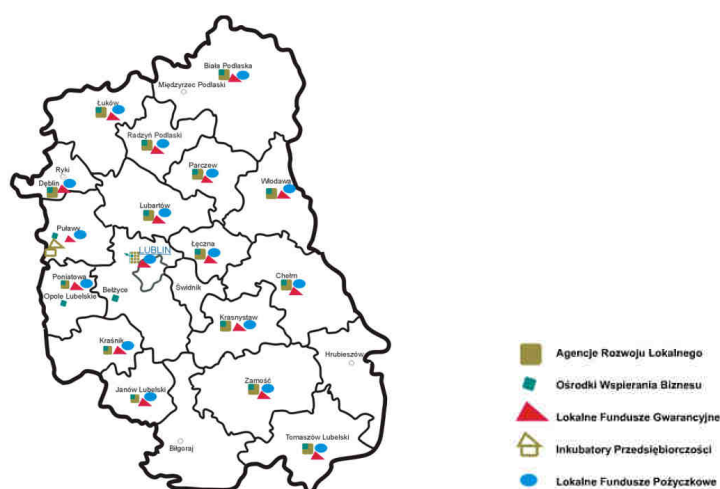 Biała Podlaska
Międzyrzec Podlaski
Łuków
Radzyń Podlaski
Parczew
Ryki
Dęblin
Włodawa
Lubartów
Puławy
LUBLIN
Łęczna
Poniatowa
Opole Lubelskie
Bełżyce
Świdnik
Chełm
Krasnystaw
Kraśnik
Hrubieszów
Janów Lubelski
Zamość
Biłgoraj
Tomaszów Lubelski
Agencje Rozwoju Lokalnego
Ośrodki Wspierania Biznesu
Lokalne Fundusze Gwarancyjne
Inkubatory Przedsiębiorczości
Lokalne Fundusze Pożyczkowe